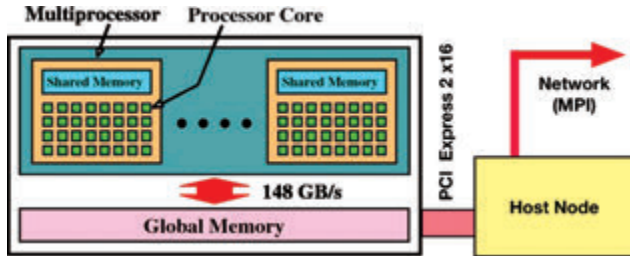 Multiprocessor
Processor Core
Shared Memory
Shared Memory
148 GB/s
Global Memory
PCI Express 2 x16
Network
(MPI)
Host Node